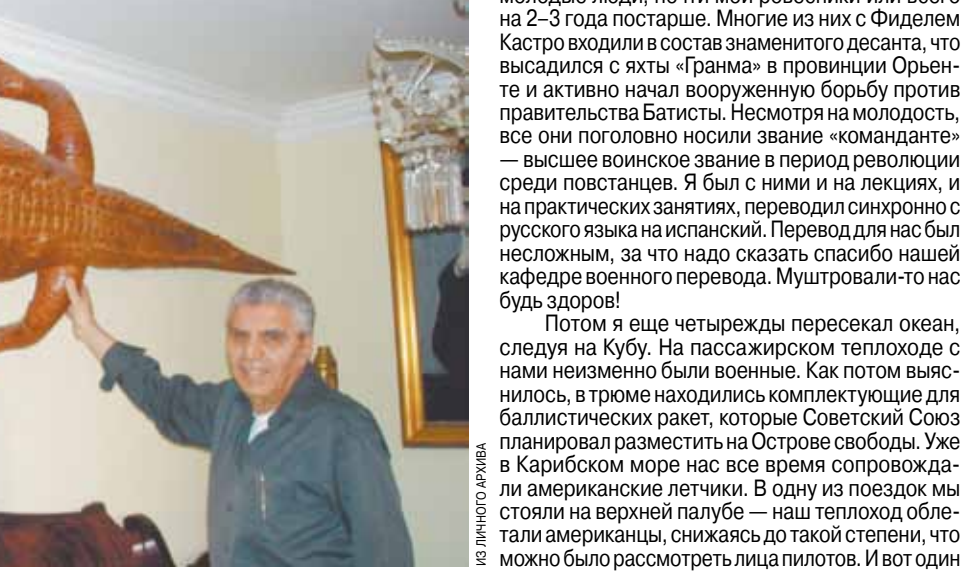 молодые люди, почти мои ровесники или всего
на 2–3 года постарше. Многие из них с Фиделем
Кастро входили в состав знаменитого десанта, что
высадился с яхты «Гранма» в провинции Орьен-
те и активно начал вооруженную борьбу против
правительства Батисты. Несмотря на молодость,
все они поголовно носили звание «команданте»
— высшее воинское звание в период революции
среди повстанцев. Я был с ними и на лекциях, и
на практических занятиях, переводил синхронно с
русского языка на испанский. Перевод для нас был
несложным, за что надо сказать спасибо нашей
кафедре военного перевода. Муштровали-то нас
будь здоров!
Потом я еще четырежды пересекал океан,
следуя на Кубу. На пассажирском теплоходе с
нами неизменно были военные. Как потом выяс-
нилось, в трюме находились комплектующие для
баллистических ракет, которые Советский Союз
планировал разместить на Острове свободы. Уже
в Карибском море нас все время сопровожда-
ли американские летчики. В одну из поездок мы
стояли на верхней палубе — наш теплоход обле-
тали американцы, снижаясь до такой степени, что
можно было рассмотреть лица пилотов. И вот один
ИЗ ЛИЧНОГО АРХИВА